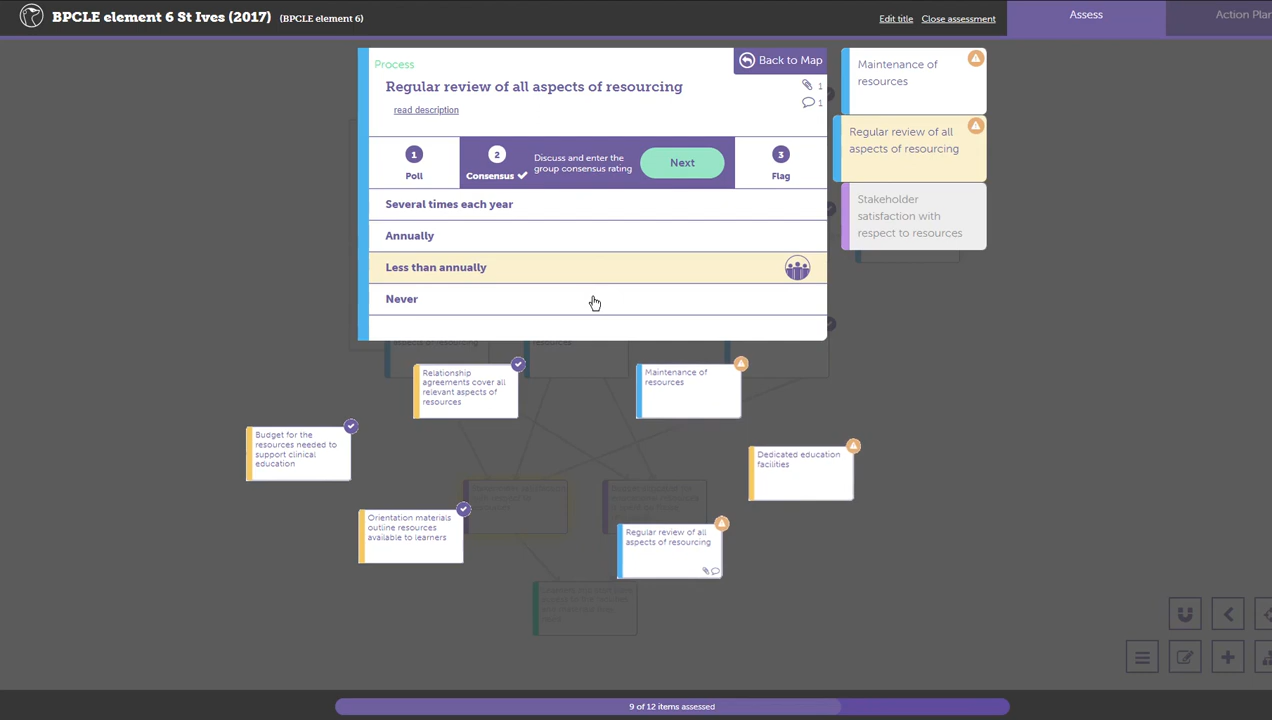 BPCLE element 6 St Ives (2017) (BPCLE element 6)
Edit title
Close assessment
Assess
Action Plan
Process
Back to Map
Regular review of all aspects of resourcing
1
read description
1
1
Poll
2
Consensus
Discuss and enter the
group consensus rating
Next
3
Flag
Several times each year
Annually
Less than annually
Never
Maintenance of
resources
Regular review of all
aspects of resourcing
Stakeholder
satisfaction with
respect to resources
aspects of resourcing
resources
Relationship
agreements cover all
relevant aspects of
resources
Maintenance of
resources
Budget for the
resources needed to
support clinical
education
Dedicated education
facilities
Orientation materials
outline resources
available to learners
Regular review of all
aspects of resourcing
9 of 12 items assessed